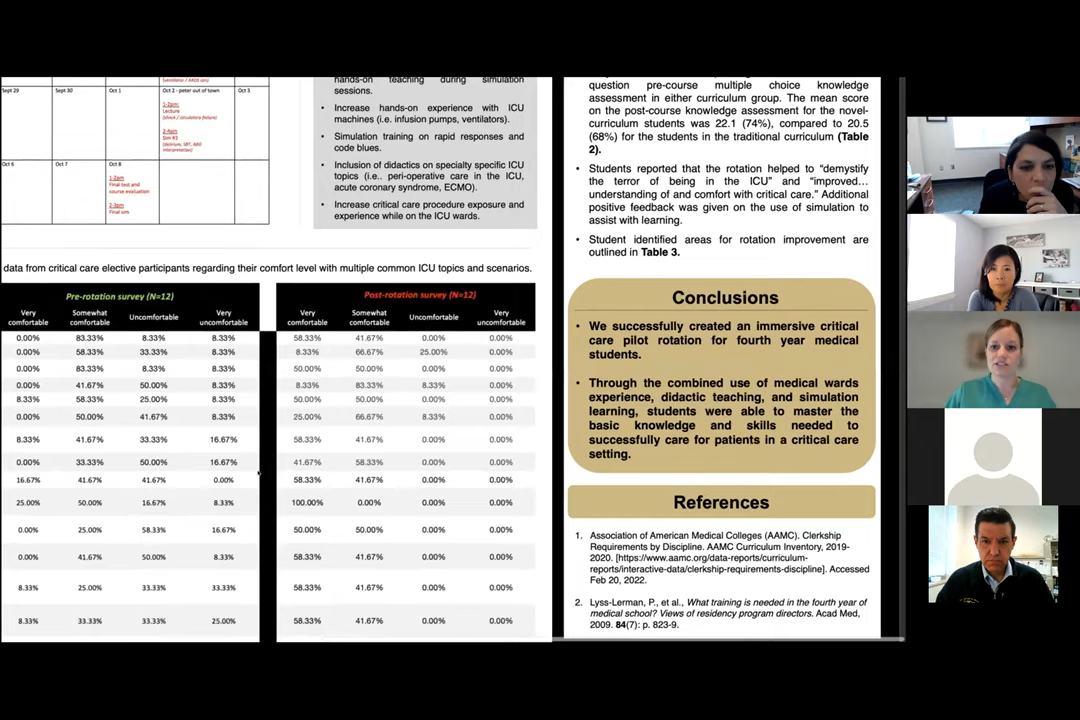 (ventilator / ARDS sim)
Sept 29 Sept 30 Oct 1 Oct 2 - peter out of town Oct 3
1-2pm:
Lecture
(shock / circulatory failure)
2-4pm:
Sim #3
(delirium, SBT, ABG
interpretation)
Oct 6 Oct 7 Oct 8
1-2pm
Final test and
course evaluation
2-3pm
Final sim
hands-on teaching during simulation
sessions.
• Increase hands-on experience with ICU
machines (i.e. infusion pumps, ventilators).
• Simulation training on rapid responses and
code blues.
• Inclusion of didactics on specialty specific ICU
topics (i.e.. peri-operative care in the ICU,
acute coronary syndrome, ECMO).
• Increase critical care procedure exposure and
experience while on the ICU wards.
data from critical care elective participants regarding their comfort level with multiple common ICU topics and scenarios.
Pre-rotation survey (N=12) Post-rotation survey (N=12)
Very comfortable Somewhat comfortable Uncomfortable Very uncomfortable Very comfortable Somewhat comfortable Uncomfortable Very uncomfortable
0.00% 83.33% 8.33% 8.33% 58.33% 41.67% 0.00% 0.00%
0.00% 58.33% 33.33% 8.33% 8.33% 66.67% 25.00% 0.00%
0.00% 83.33% 8.33% 8.33% 50.00% 50.00% 0.00% 0.00%
0.00% 41.67% 50.00% 8.33% 8.33% 83.33% 8.33% 0.00%
8.33% 58.33% 25.00% 8.33% 50.00% 50.00% 0.00% 0.00%
0.00% 50.00% 41.67% 8.33% 25.00% 66.67% 8.33% 0.00%
8.33% 41.67% 33.33% 16.67% 58.33% 41.67% 0.00% 0.00%
0.00% 33.33% 50.00% 16.67% 41.67% 58.33% 0.00% 0.00%
16.67% 41.67% 41.67% 0.00% 58.33% 41.67% 0.00% 0.00%
25.00% 50.00% 16.67% 8.33% 100.00% 0.00% 0.00% 0.00%
0.00% 25.00% 58.33% 16.67% 50.00% 50.00% 0.00% 0.00%
0.00% 41.67% 50.00% 8.33% 58.33% 41.67% 0.00% 0.00%
8.33% 25.00% 33.33% 33.33% 58.33% 41.67% 0.00% 0.00%
8.33% 33.33% 33.33% 25.00% 58.33% 41.67% 0.00% 0.00%
question pre-course multiple choice knowledge
assessment in either curriculum group. The mean score
on the post-course knowledge assessment for the novel-
curriculum students was 22.1 (74%), compared to 20.5
(68%) for the students in the traditional curriculum (Table
2).
• Students reported that the rotation helped to “demystify
the terror of being in the ICU” and “improved…
understanding of and comfort with critical care.” Additional
positive feedback was given on the use of simulation to
assist with learning.
• Student identified areas for rotation improvement are
outlined in Table 3.
Conclusions
• We successfully created an immersive critical
care pilot rotation for fourth year medical
students.
• Through the combined use of medical wards
experience, didactic teaching, and simulation
learning, students were able to master the
basic knowledge and skills needed to
successfully care for patients in a critical care
setting.
References
1. Association of American Medical Colleges (AAMC). Clerkship
Requirements by Discipline. AAMC Curriculum Inventory, 2019-
2020. [https://www.aamc.org/data-reports/curriculum-
reports/interactive-data/clerkship-requirements-discipline]. Accessed
Feb 20, 2022.
2. Lyss-Lerman, P., et al., What training is needed in the fourth year of
medical school? Views of residency program directors. Acad Med,
2009. 84(7): p. 823-9.